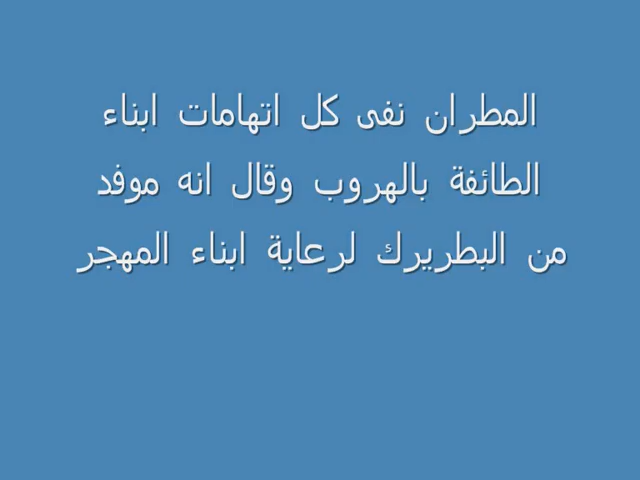 المطران نفى كل اتهامات ابناء
الطائفة بالهروب وقال انه موفد
من البطريرك لرعاية ابناء المهجر